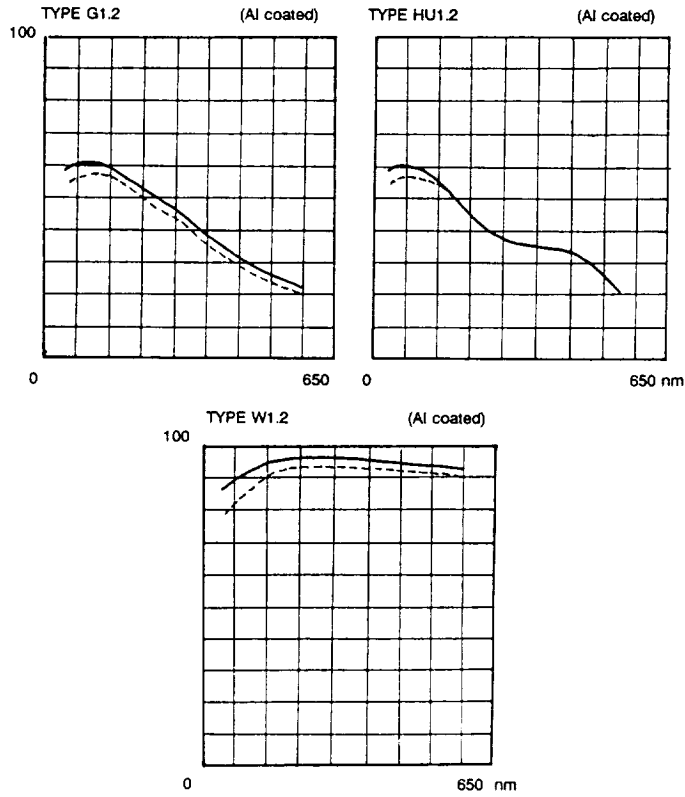 TYPE G1.2 (Al coated) TYPE HU1.2 (Al coated)
100
0 650 0 650 nm
TYPE W1.2 (Al coated)
100
0 650 nm